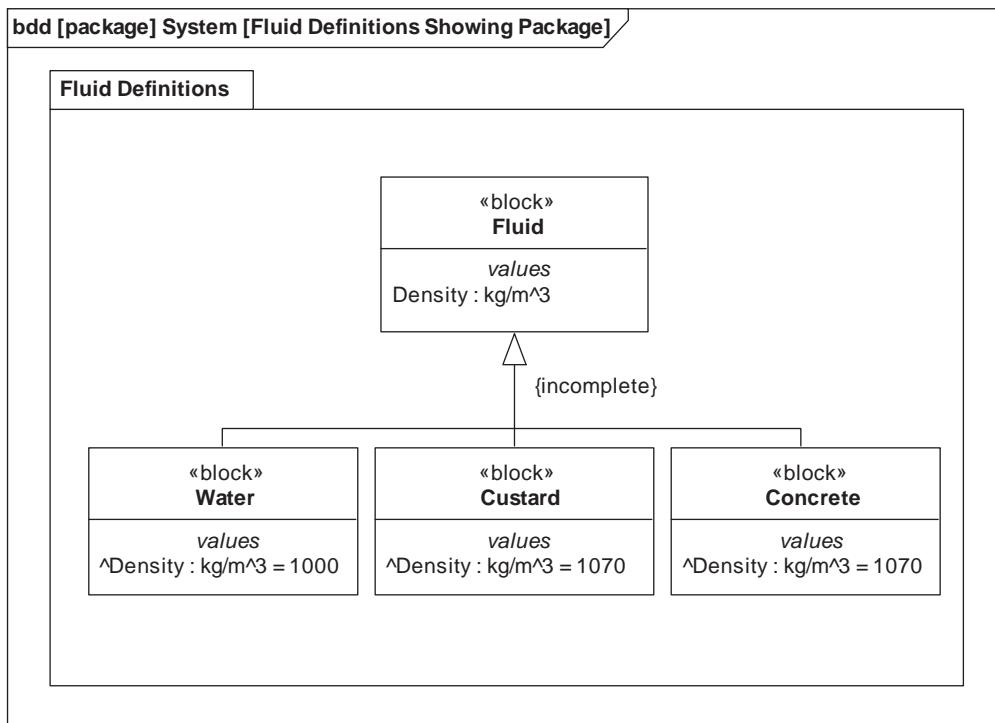 bdd [package] System [Fluid Definitions Showing Package]
Fluid Definitions
«block»
Fluid
values
Density : kg/m^3
{incomplete}
«block»
Water
values
^Density : kg/m^3 = 1000
«block»
Custard
values
^Density : kg/m^3 = 1070
«block»
Concrete
values
^Density : kg/m^3 = 1070